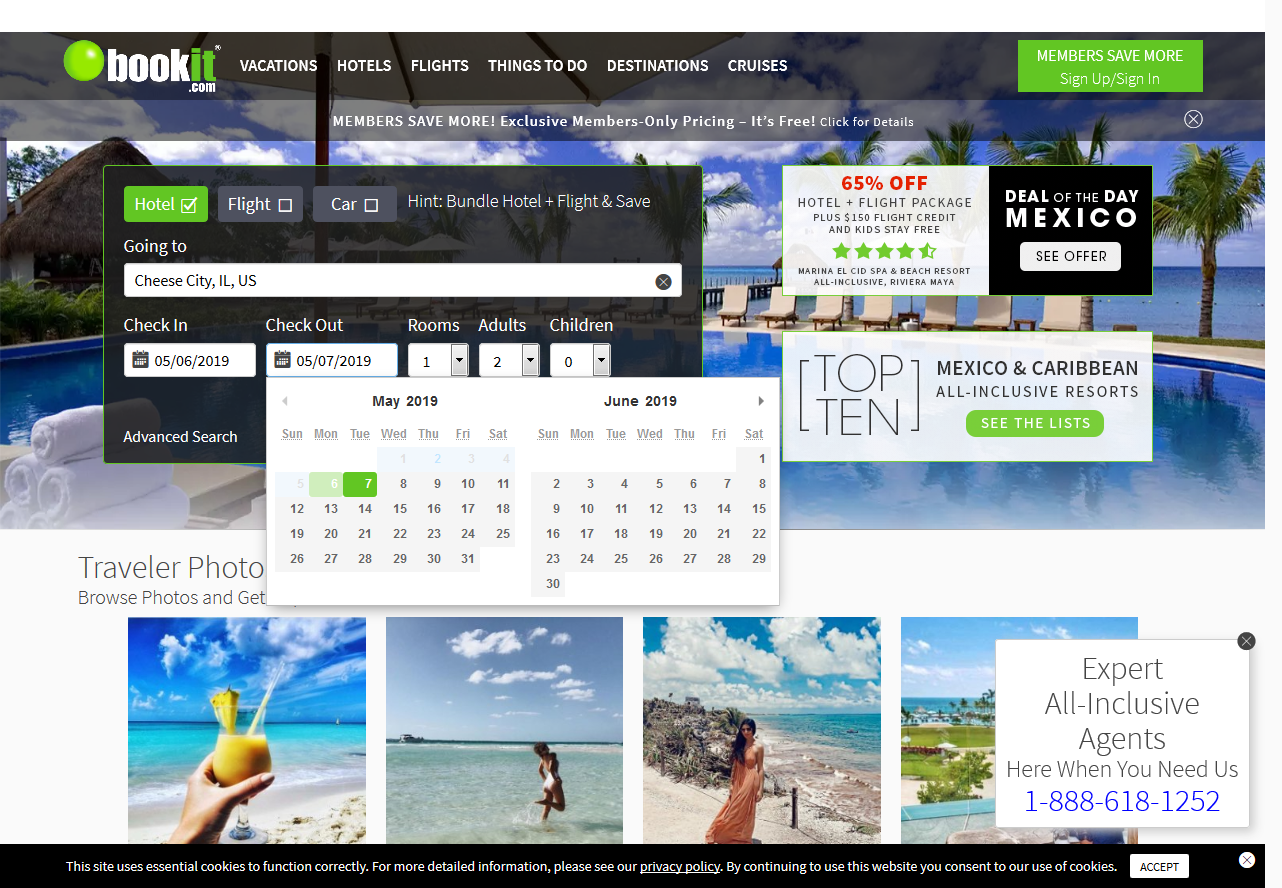 bookit®
.com
VACATIONS HOTELS FLIGHTS THINGS TO DO DESTINATIONS CRUISES
MEMBERS SAVE MORE
Sign Up/Sign In
MEMBERS SAVE MORE! Exclusive Members-Only Pricing – It's Free! Click for Details
Hotel Flight Car Hint: Bundle Hotel + Flight & Save
Going to
Cheese City, IL, US
Check In Check Out Rooms Adults Children
05/06/2019 05/07/2019 1 2 0
Advanced Search
May 2019
Sun Mon Tue Wed Thu Fri Sat
1 2 3 4
5 6 7 8 9 10 11
12 13 14 15 16 17 18
19 20 21 22 23 24 25
26 27 28 29 30 31
June 2019
Sun Mon Tue Wed Thu Fri Sat
1
2 3 4 5 6 7 8
9 10 11 12 13 14 15
16 17 18 19 20 21 22
23 24 25 26 27 28 29
30
65% OFF
HOTEL + FLIGHT PACKAGE
PLUS $150 FLIGHT CREDIT
AND KIDS STAY FREE
MARINA EL CID SPA & BEACH RESORT
ALL-INCLUSIVE, RIVIERA MAYA
DEAL OF THE DAY
MEXICO
SEE OFFER
TOP
TEN
MEXICO & CARIBBEAN
ALL-INCLUSIVE RESORTS
SEE THE LISTS
Traveler Photo
Browse Photos and Get
Expert
All-Inclusive
Agents
Here When You Need Us
1-888-618-1252
This site uses essential cookies to function correctly. For more detailed information, please see our privacy policy. By continuing to use this website you consent to our use of cookies. ACCEPT